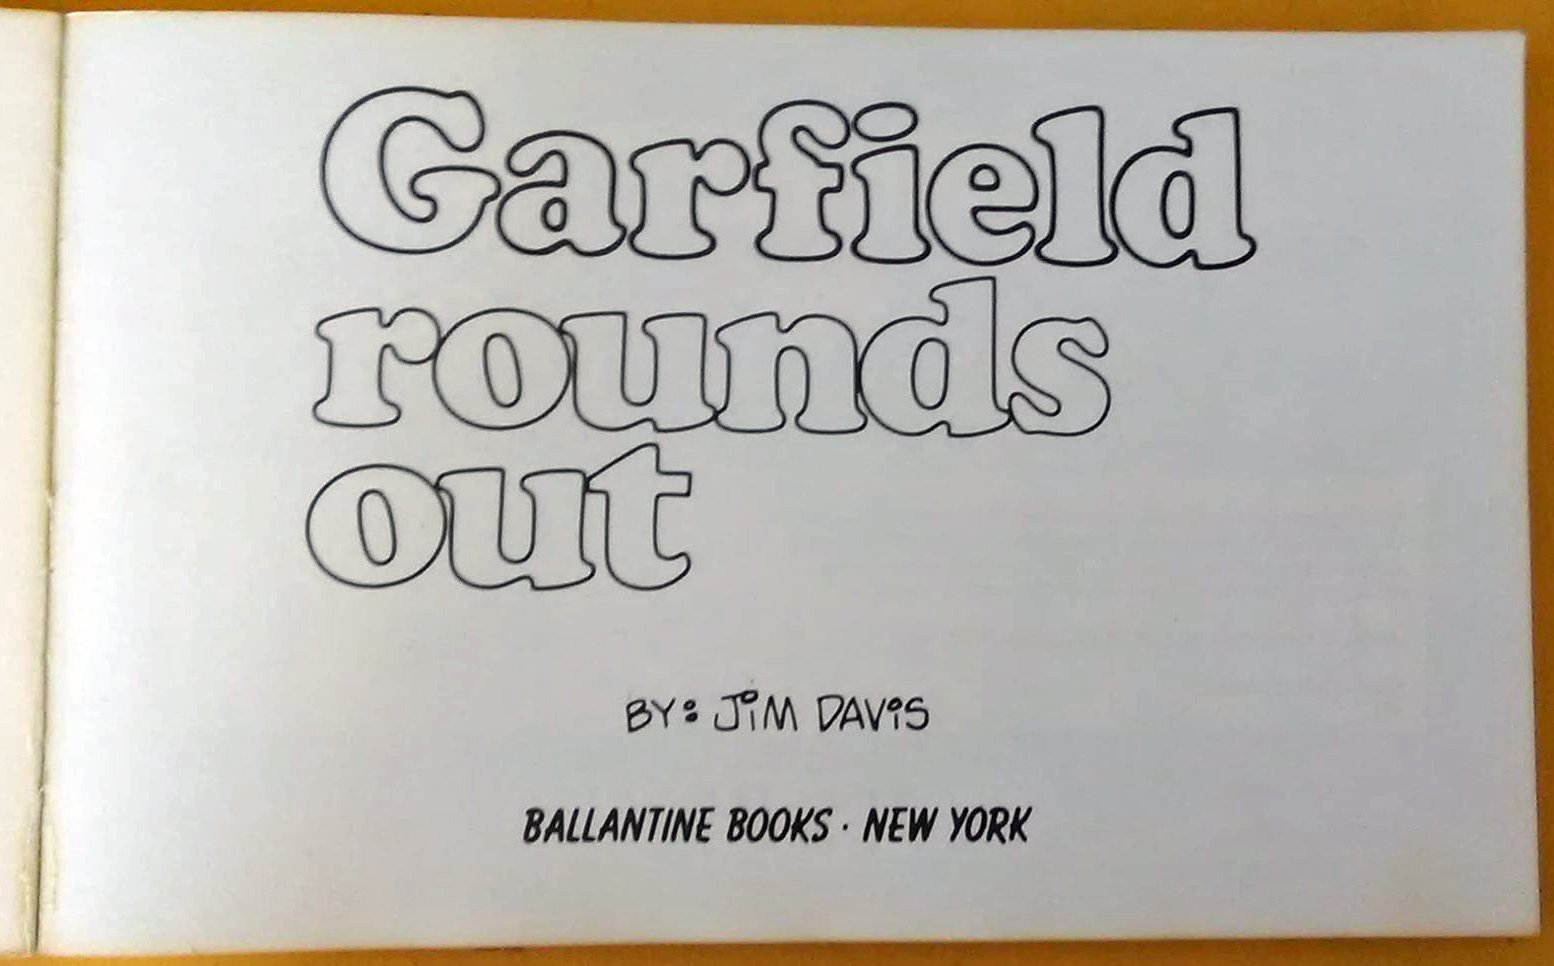 Garfield
rounds
out
BY: JiM DAViS
BALLANTINE BOOKS · NEW YORK